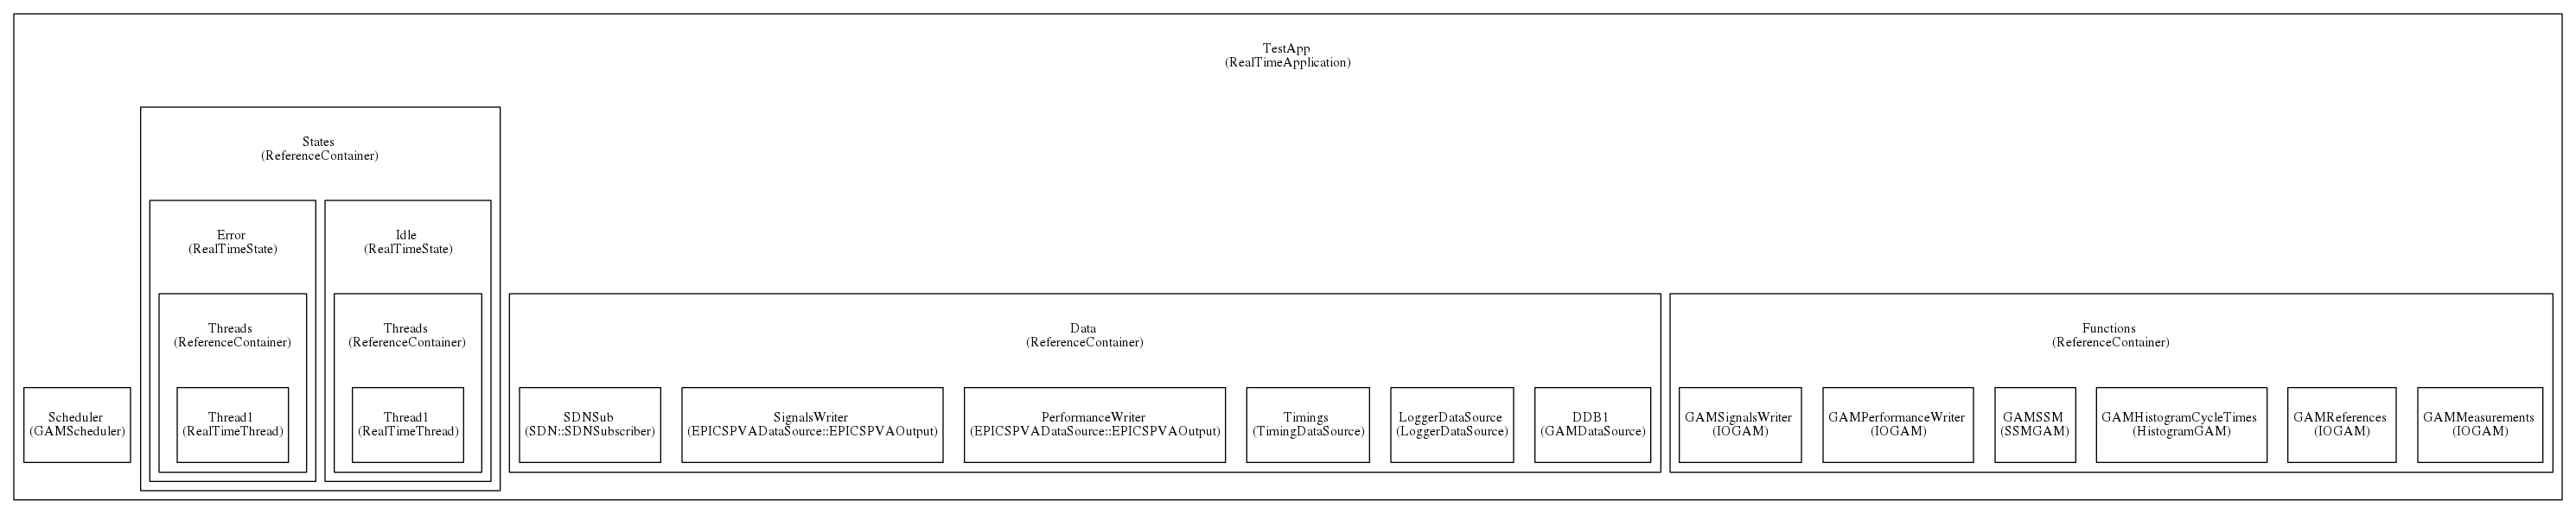 TestApp
(RealTimeApplication)
States
(ReferenceContainer)
Error
(RealTimeState)
Idle
(RealTimeState)
Threads
(ReferenceContainer)
Threads
(ReferenceContainer)
Data
(ReferenceContainer)
Functions
(ReferenceContainer)
Scheduler
(GAMScheduler)
Thread1
(RealTimeThread)
Thread1
(RealTimeThread)
SDNSub
(SDN::SDNSubscriber)
SignalsWriter
(EPICSPVADataSource::EPICSPVAOutput)
PerformanceWriter
(EPICSPVADataSource::EPICSPVAOutput)
Timings
(TimingDataSource)
LoggerDataSource
(LoggerDataSource)
DDB1
(GAMDataSource)
GAMSignalsWriter
(IOGAM)
GAMPerformanceWriter
(IOGAM)
GAMSSM
(SSMGAM)
GAMHistogramCycleTimes
(HistogramGAM)
GAMReferences
(IOGAM)
GAMMeasurements
(IOGAM)